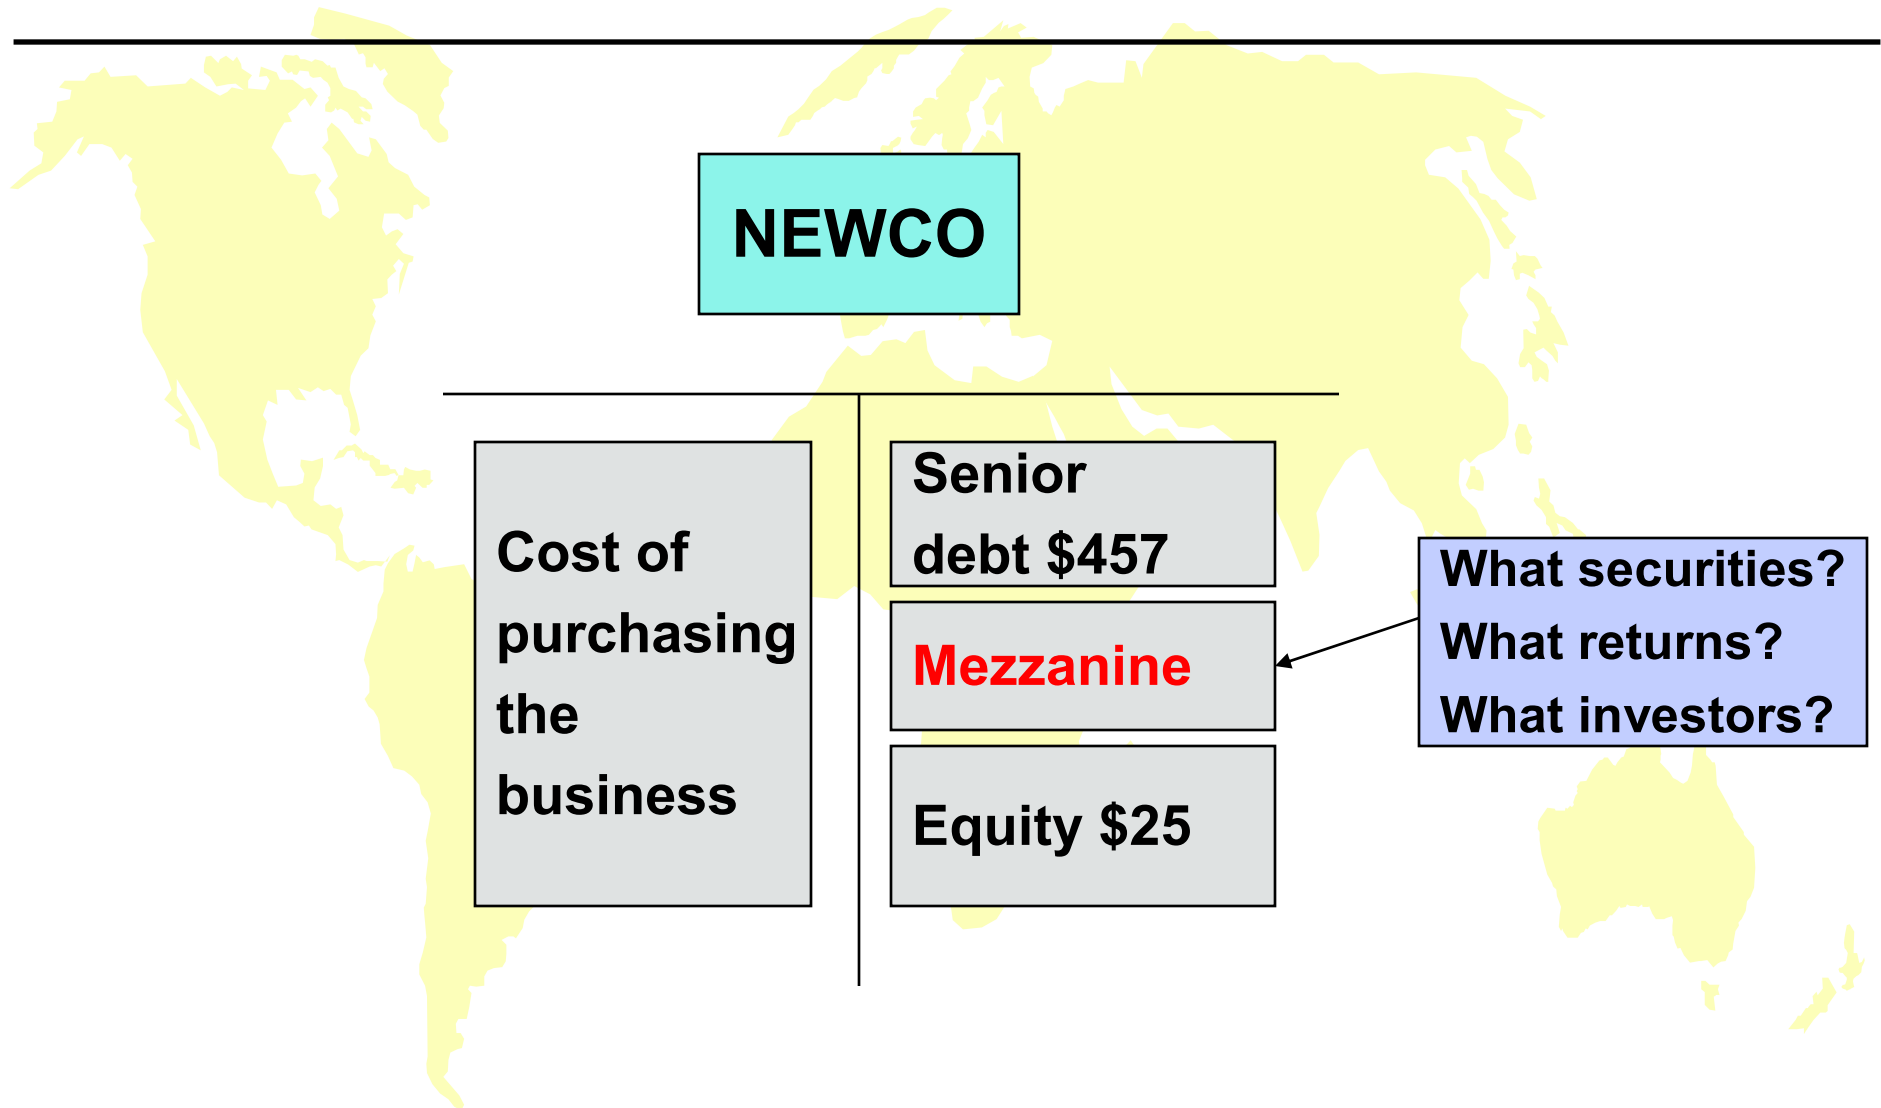 NEWCO
Cost of
purchasing
the
business
Senior
debt $457
Mezzanine
Equity $25
What securities?
What returns?
What investors?